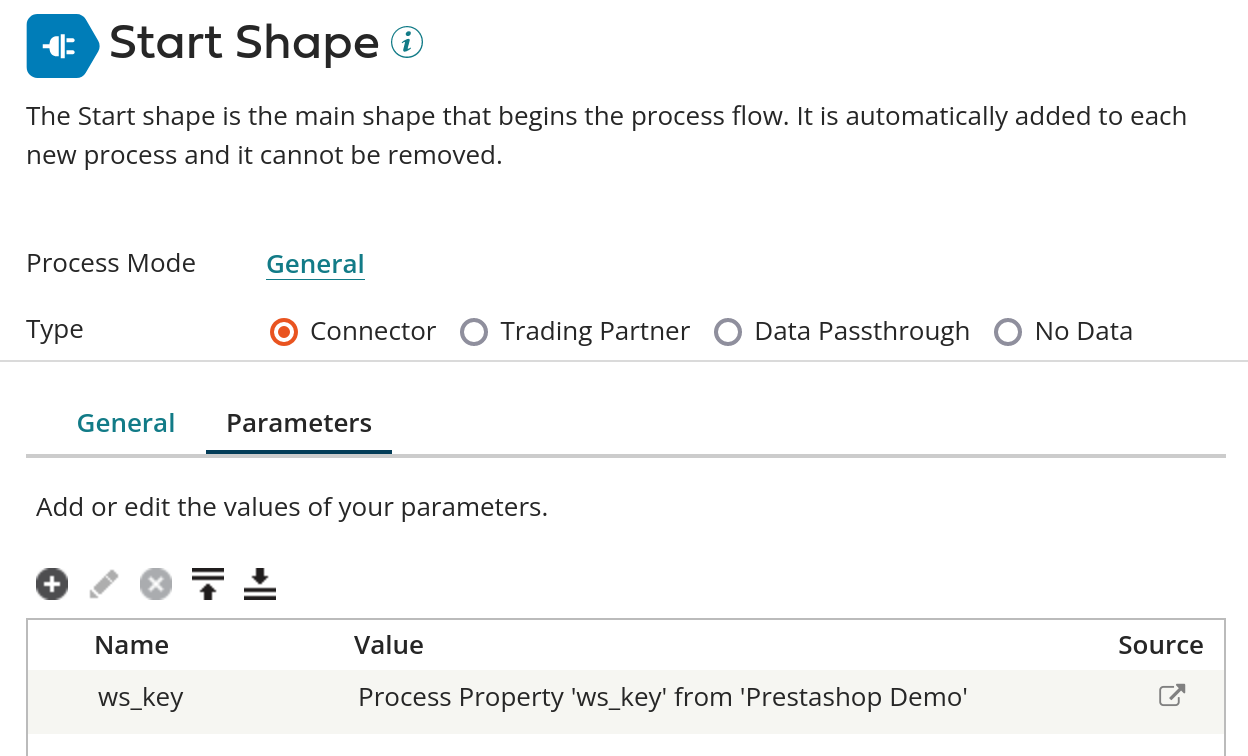 Start Shape i
The Start shape is the main shape that begins the process flow. It is automatically added to each
new process and it cannot be removed.
Process Mode General
Type Connector Trading Partner Data Passthrough No Data
General Parameters
Add or edit the values of your parameters.
Name Value Source
ws_key Process Property 'ws_key' from 'Prestashop Demo'